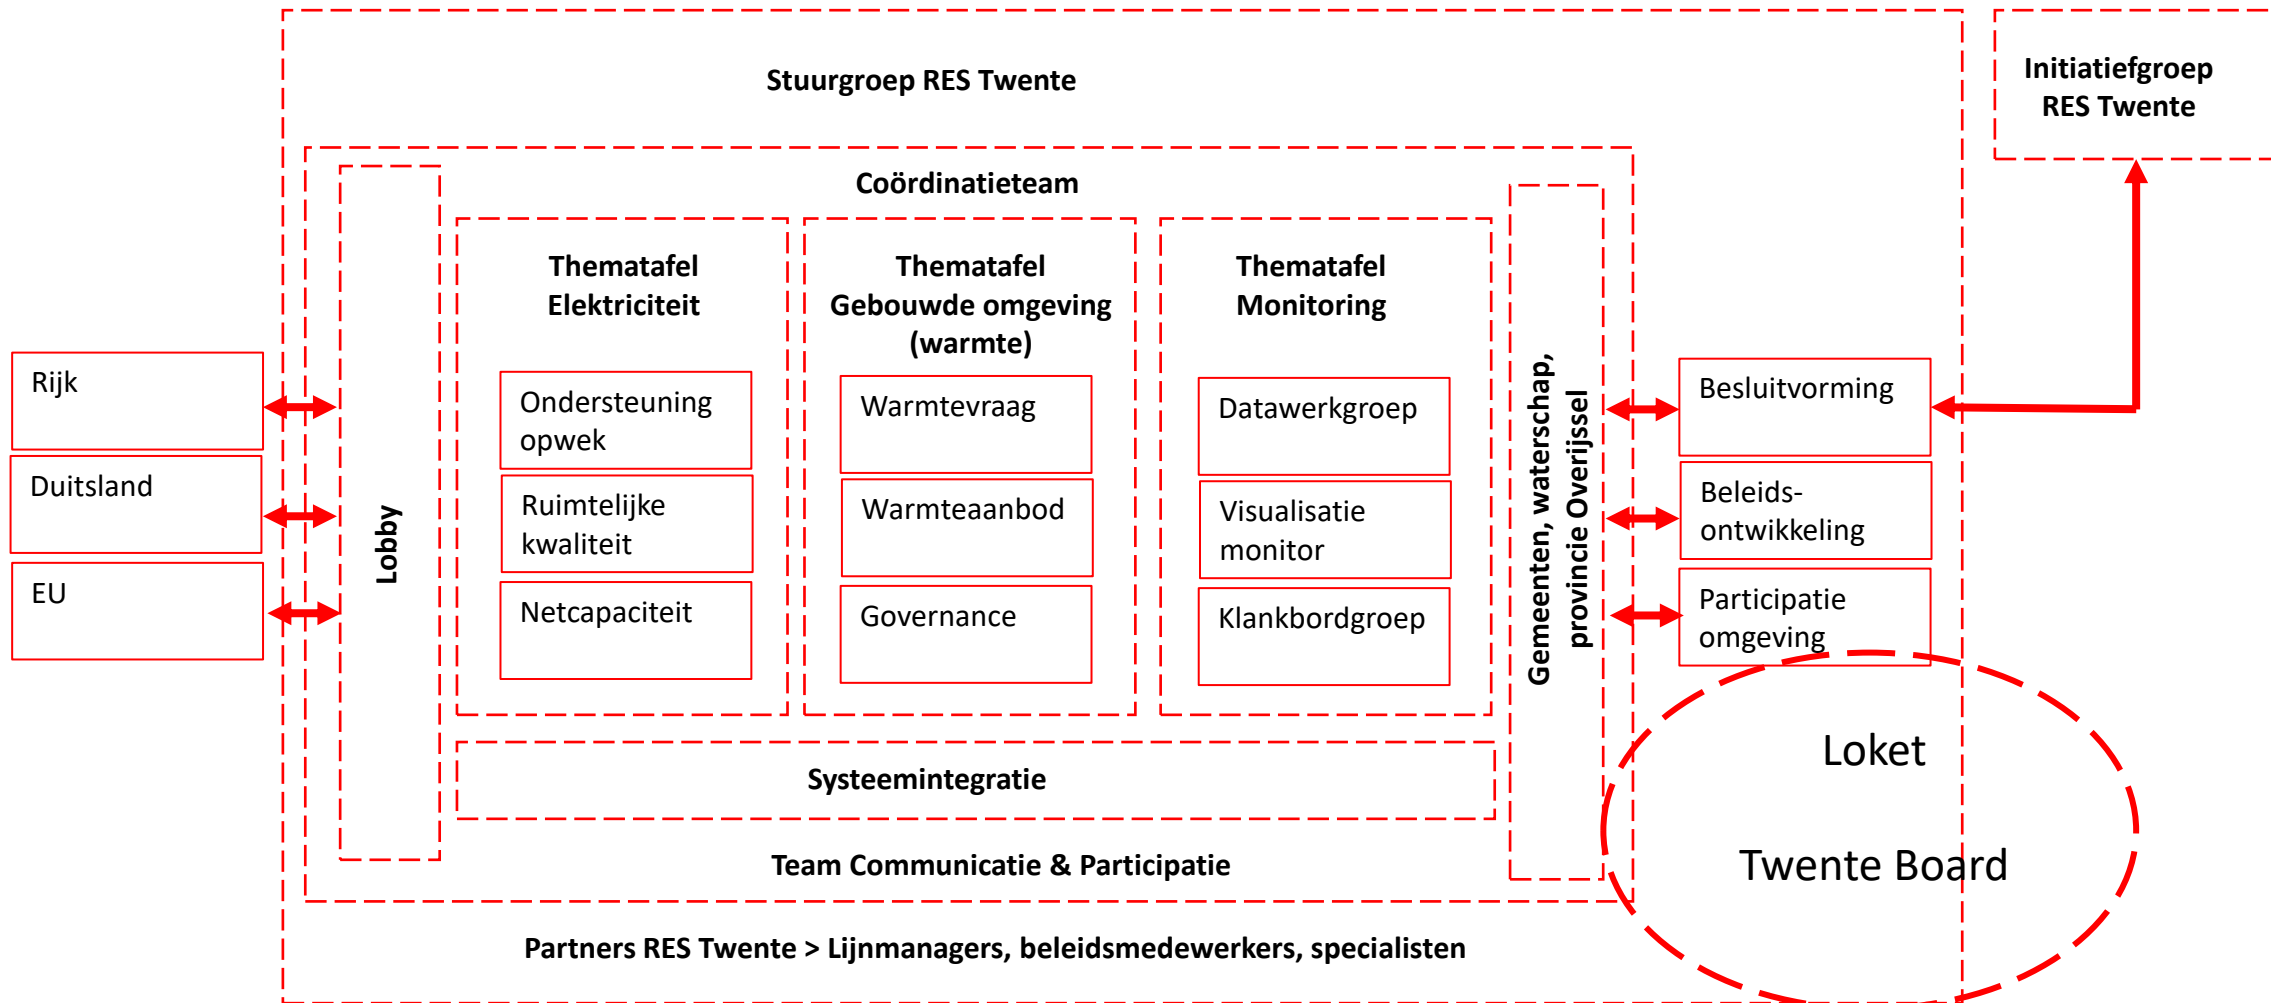 Stuurgroep RES Twente
Initiatiefgroep
RES Twente
Coördinatieteam
Rijk
Duitsland
EU
Lobby
Thematafel
Elektriciteit
Ondersteuning
opwek
Ruimtelijke
kwaliteit
Netcapaciteit
Thematafel
Gebouwde omgeving
(warmte)
Warmtevraag
Warmteaanbod
Governance
Thematafel
Monitoring
Datawerkgroep
Visualisatie
monitor
Klankbordgroep
Gemeenten, waterschap,
provincie Overijssel
Besluitvorming
Beleids-
ontwikkeling
Participatie
omgeving
Systeemintegratie
Team Communicatie & Participatie
Loket
Twente Board
Partners RES Twente > Lijnmanagers, beleidsmedewerkers, specialisten